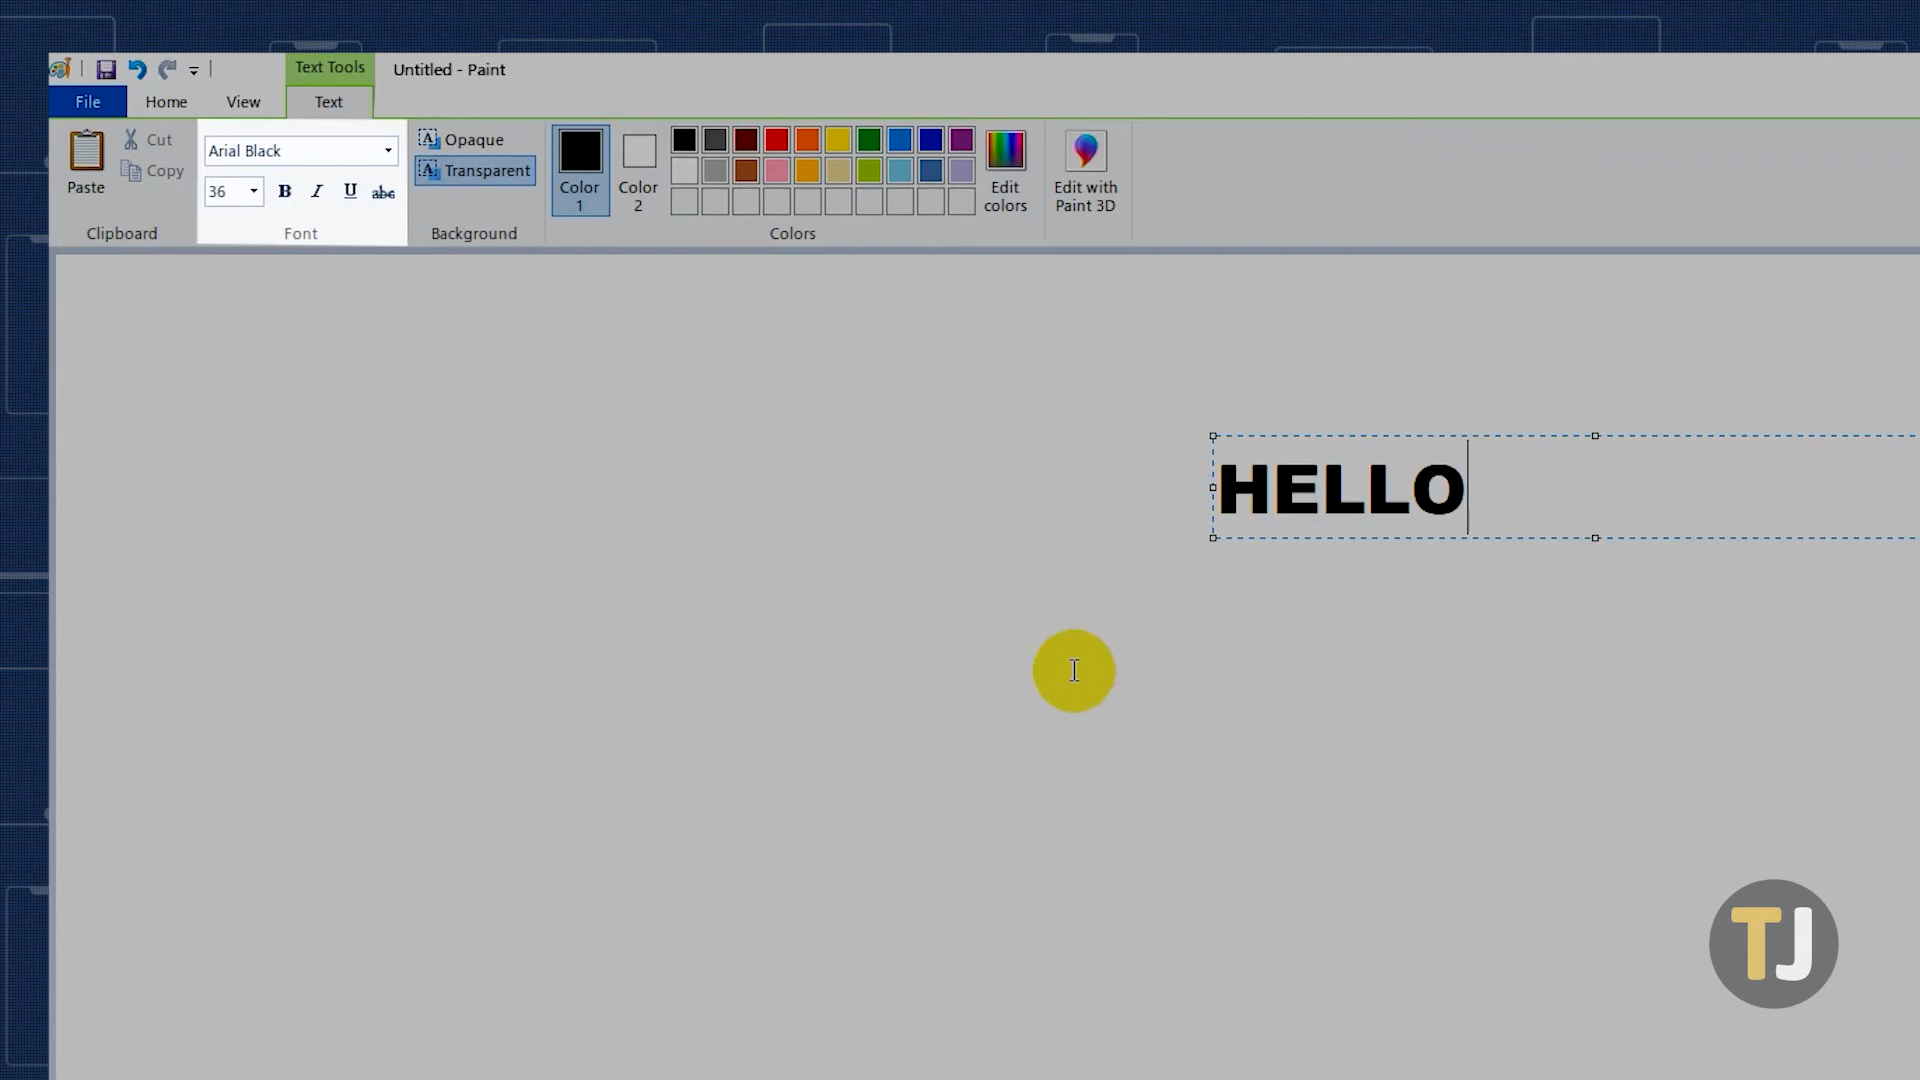 Text Tools
Untitled - Paint
File
Home
View
Text
Paste
Cut
Copy
Clipboard
Arial Black
36
B I U abc
Font
Opaque
Transparent
Background
Color
1
Color
2
Edit
colors
Colors
Edit with
Paint 3D
HELLO
TJ